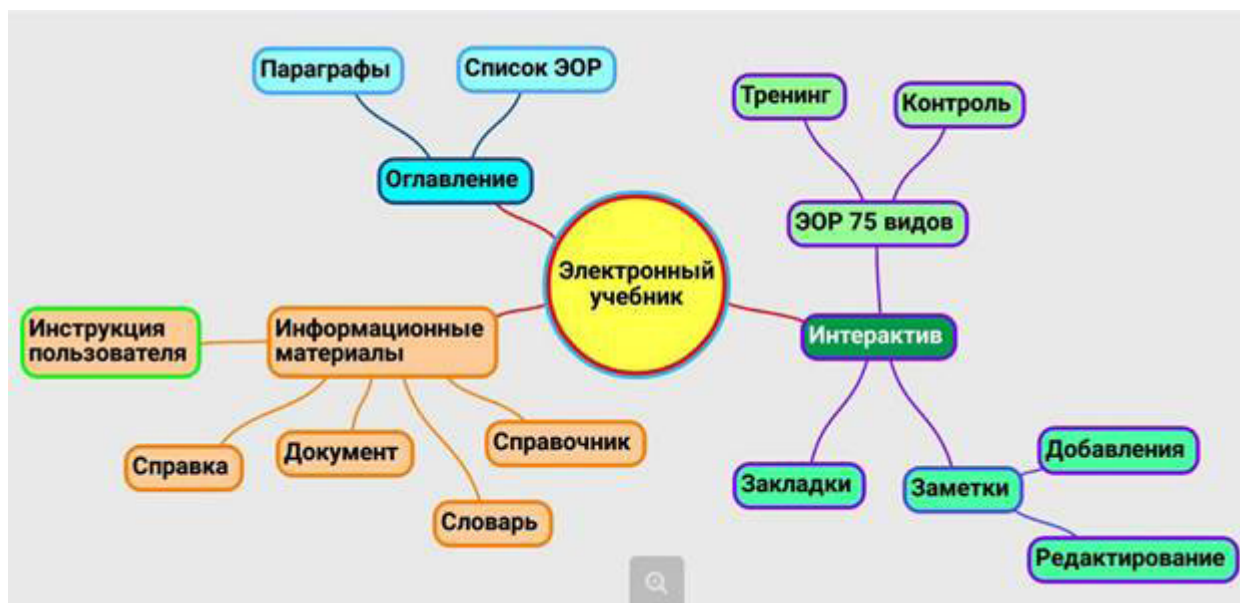 Параграфы
Список ЭОР
Оглавление
Тренинг
Контроль
ЭОР 75 видов
Электронный
учебник
Интерактив
Инструкция
пользователя
Информационные
материалы
Справка
Документ
Словарь
Справочник
Закладки
Заметки
Добавления
Редактирование